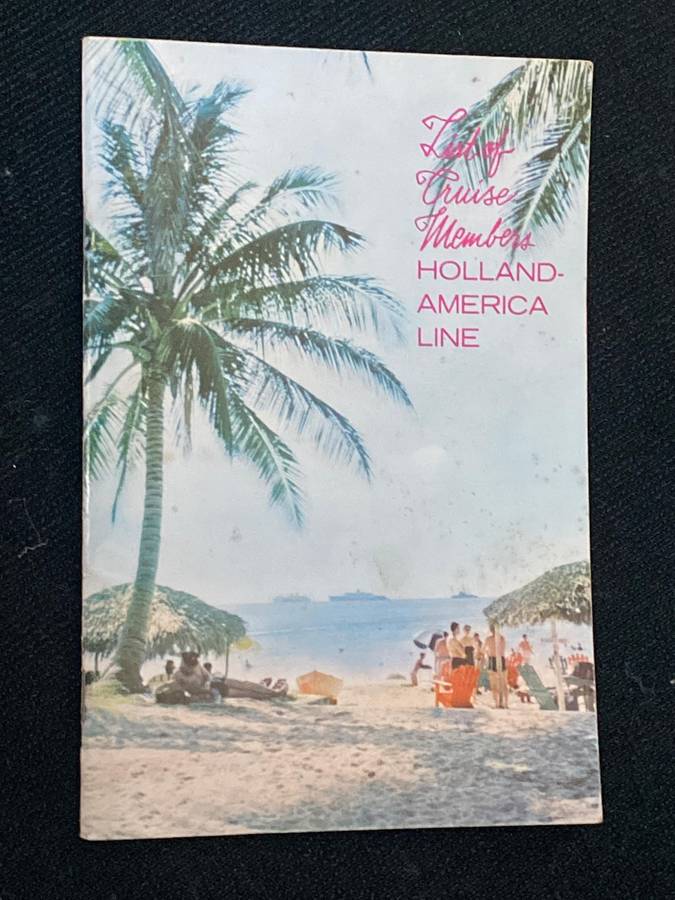 List of
Cruise
Members
HOLLAND-
AMERICA
LINE